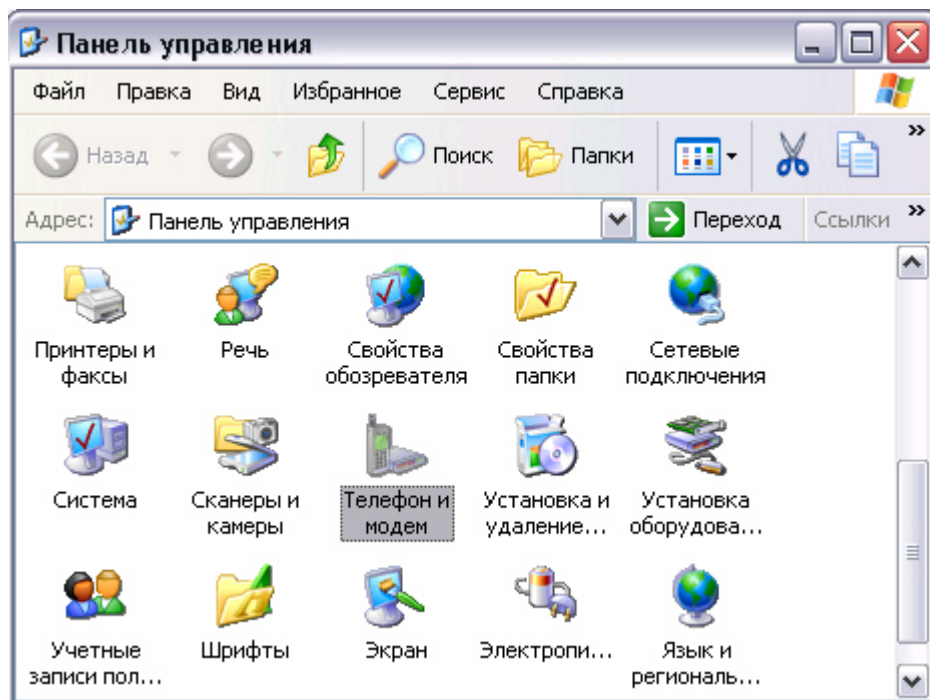 Панель управления
Файл Правка Вид Избранное Сервис Справка
Назад Поиск Папки »
Адрес: Панель управления Переход Ссылки »
Принтеры и факсы
Речь
Свойства обозревателя
Свойства папки
Сетевые подключения
Система
Сканеры и камеры
Телефон и модем
Установка и удаление...
Установка оборудова...
Учетные записи пол...
Шрифты
Экран
Электропи...
Язык и региональ...